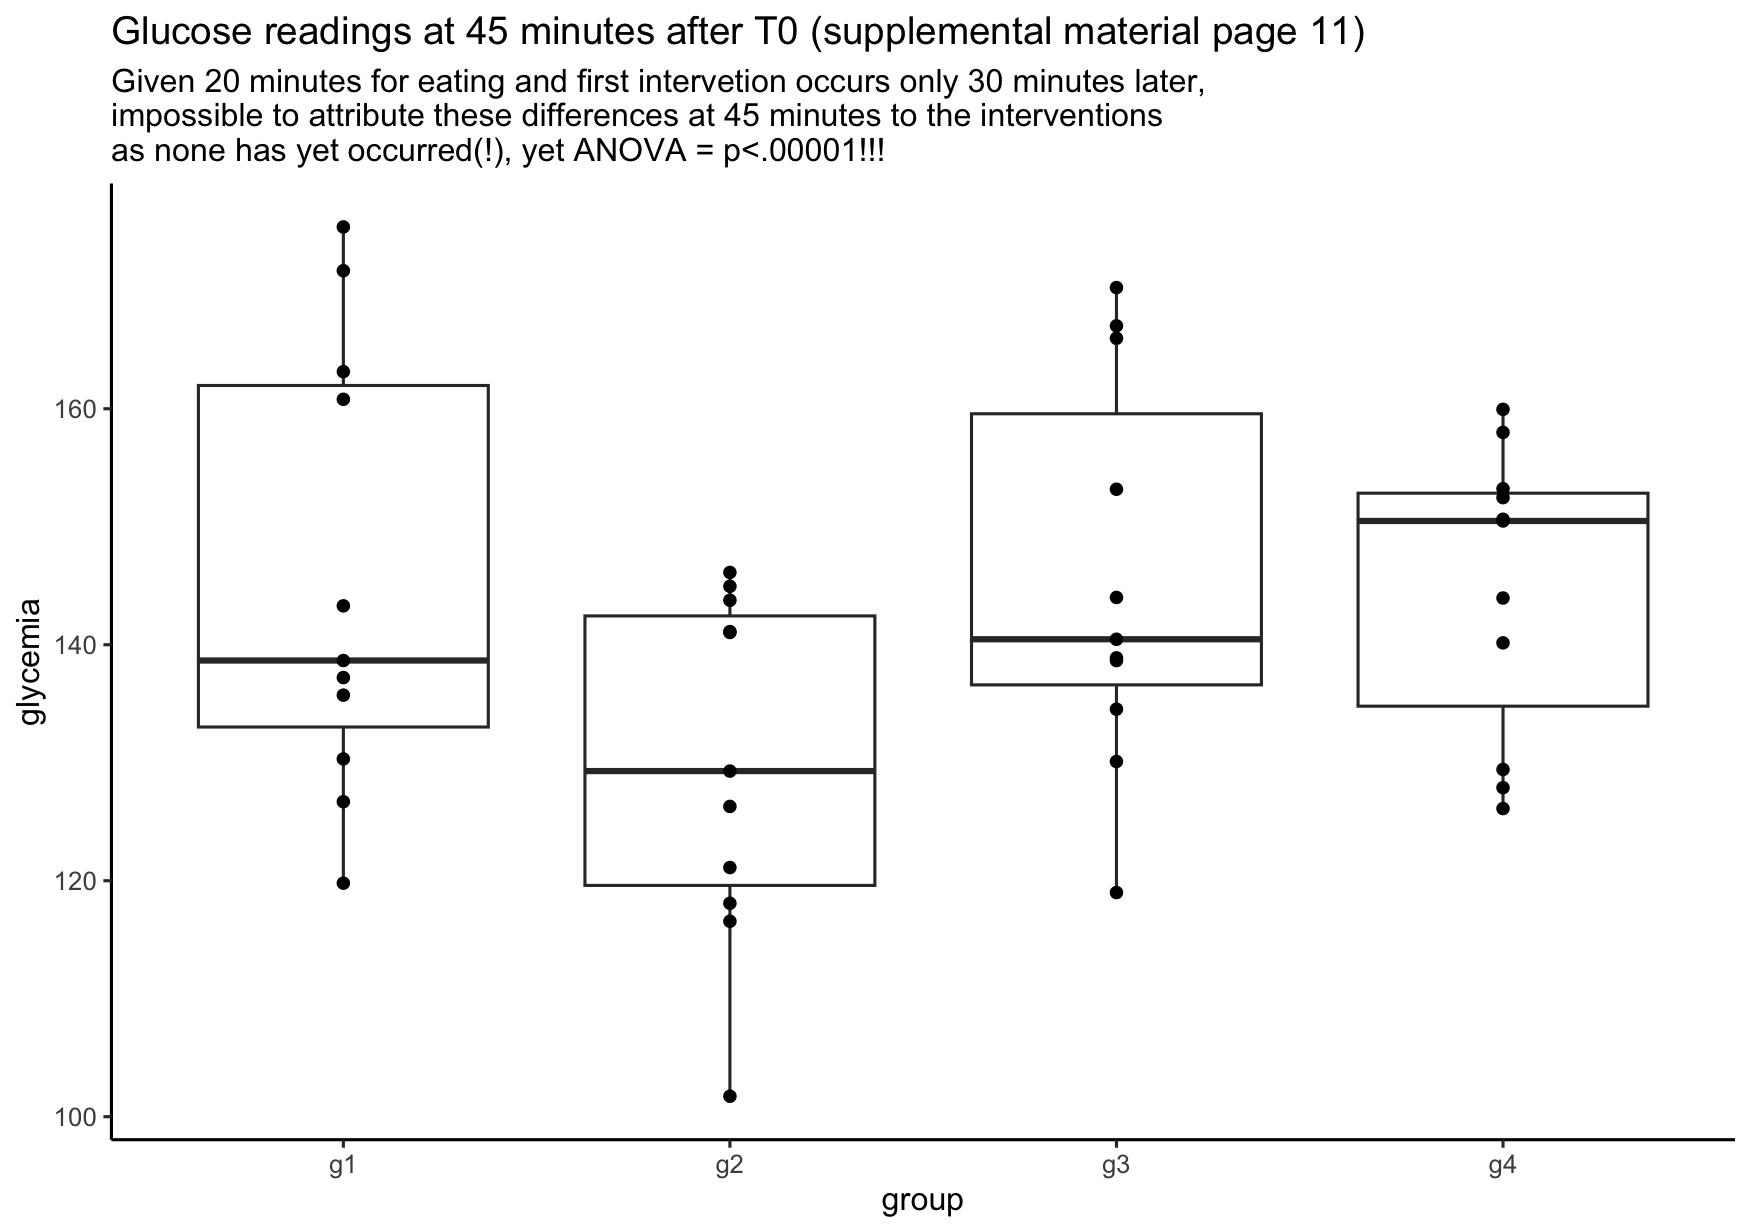 Glucose readings at 45 minutes after T0 (supplemental material page 11)
Given 20 minutes for eating and first intervetion occurs only 30 minutes later,
impossible to attribute these differences at 45 minutes to the interventions
as none has yet occurred(!), yet ANOVA = p<.00001!!!
glycemia
160
140
120
100
g1
g2
g3
g4
group